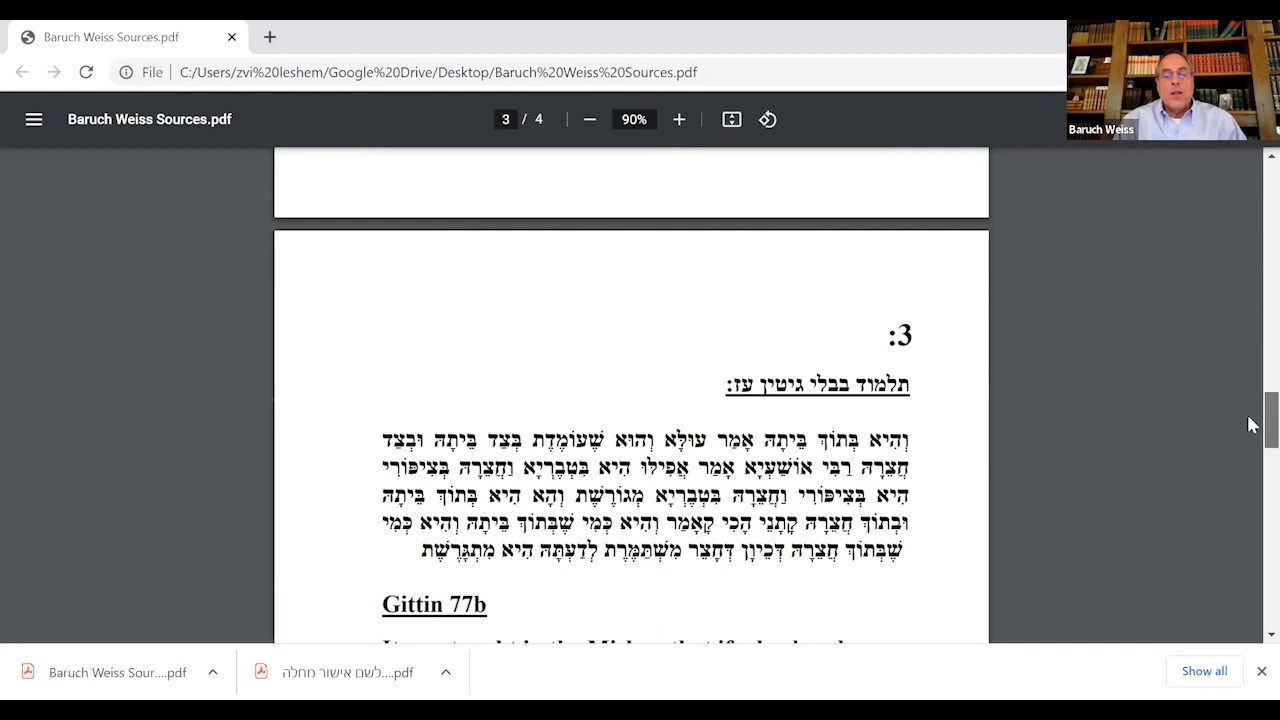 Baruch Weiss Sources.pdf
File
C:/Users/zvi%20leshem/Google%20Drive/Desktop/Baruch%20Weiss%20Sources.pdf
Baruch Weiss Sources.pdf
3 / 4
90%
Baruch Weiss
3:
תלמוד בבלי גיטין עז:
וְהִיא בְּתוֹךְ בֵּיתָהּ אָמַר עוּלָּא וְהוּא שֶׁעוֹמֶדֶת בְּצַד בֵּיתָהּ וּבְצַד
חֲצֵרָהּ רַבִּי אוֹשַׁעְיָא אָמַר אֲפִילּוּ הִיא בִּטְבֶרְיָא וַחֲצֵרָהּ בְּצִיפּוֹרִי
הִיא בְּצִיפּוֹרִי וַחֲצֵרָהּ בִּטְבֶרְיָא מְגוֹרֶשֶׁת וְהָא הִיא בְּתוֹךְ בֵּיתָהּ
וּבְתוֹךְ חֲצֵרָהּ קָתָנֵי הָכִי קָאָמַר וְהִיא כְּמִי שֶׁבְּתוֹךְ בֵּיתָהּ וְהִיא כְּמִי
שֶׁבְּתוֹךְ חֲצֵרָהּ דְּכֵיוָן דְּחָצֵר מִשְׁתַּמֶּרֶת לְדַעְתָּהּ הִיא מִתְגָּרֶשֶׁת
Gittin 77b
Baruch Weiss Sour....pdf
לשם אישור מחלה....pdf
Show all